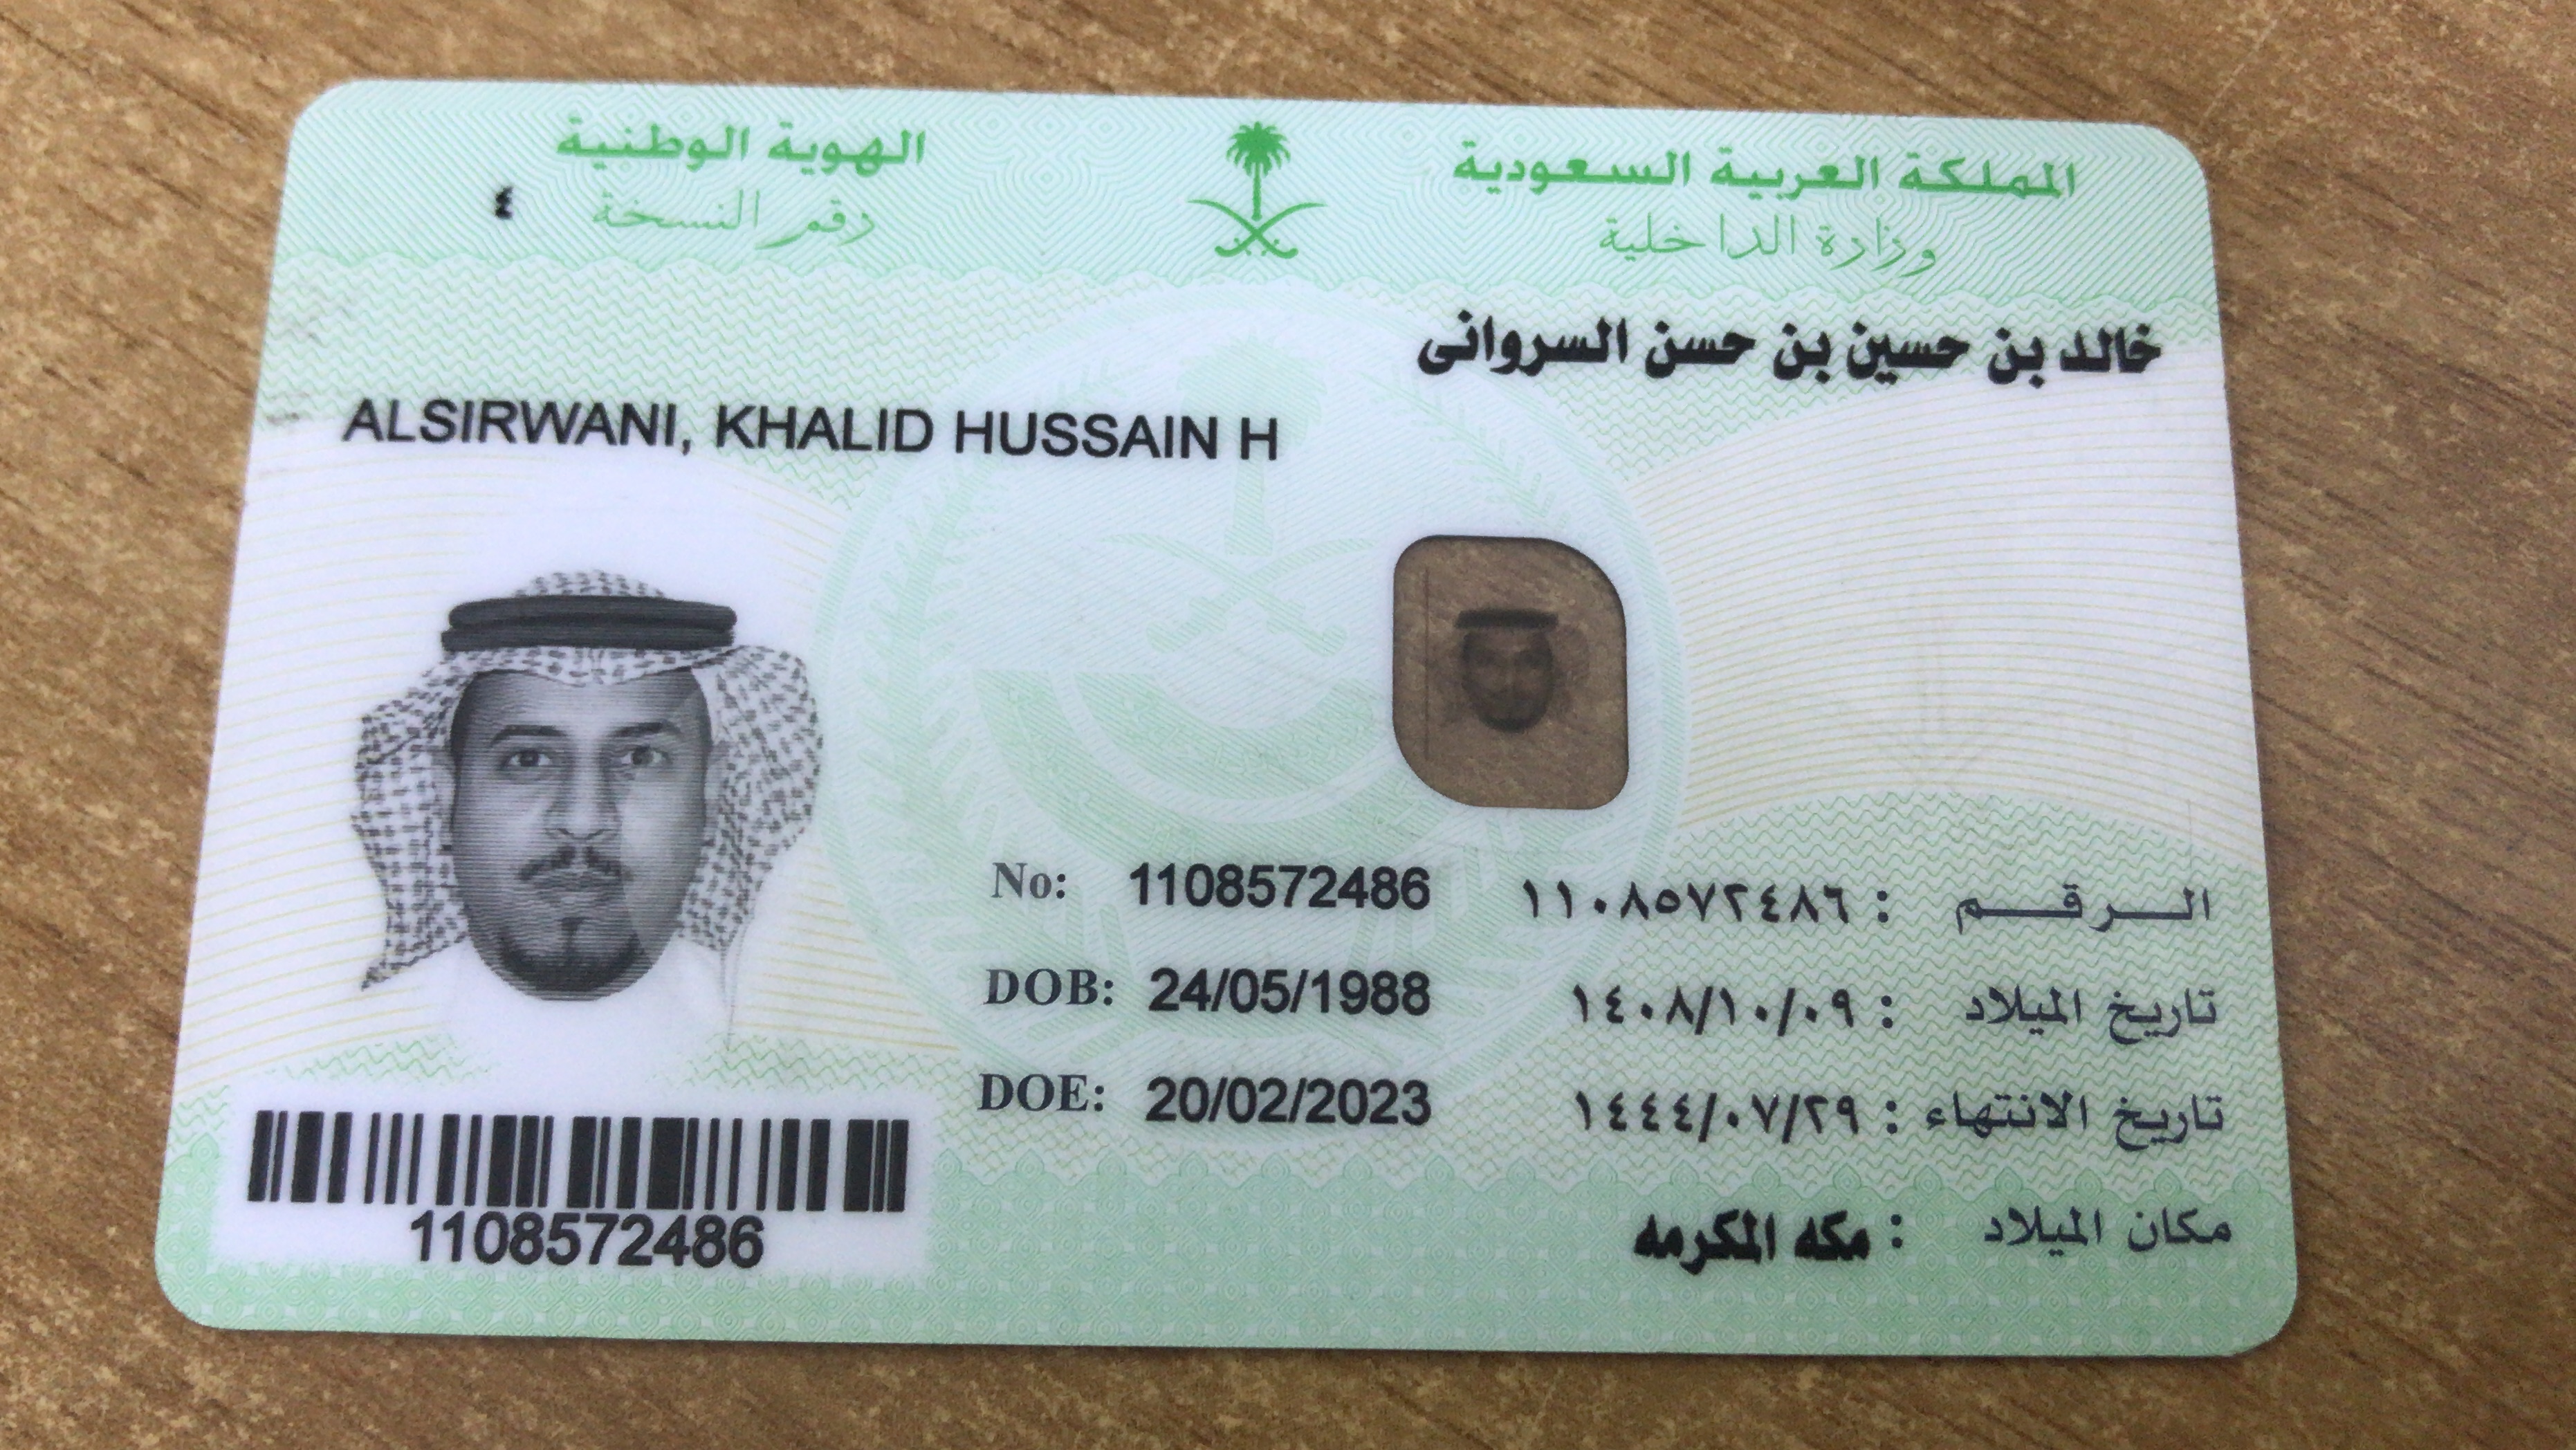 المملكة العربية السعودية
وزارة الداخلية
الهوية الوطنية
رقم النسخة ٤
خالد بن حسين بن حسن السروانى
ALSIRWANI, KHALID HUSSAIN H
الرقم : ١١٠٨٥٧٢٤٨٦
No: 1108572486
تاريخ الميلاد : ١٤٠٨/١٠/٠٩
DOB: 24/05/1988
تاريخ الانتهاء : ١٤٤٤/٠٧/٢٩
DOE: 20/02/2023
مكان الميلاد : مكه المكرمه
1108572486